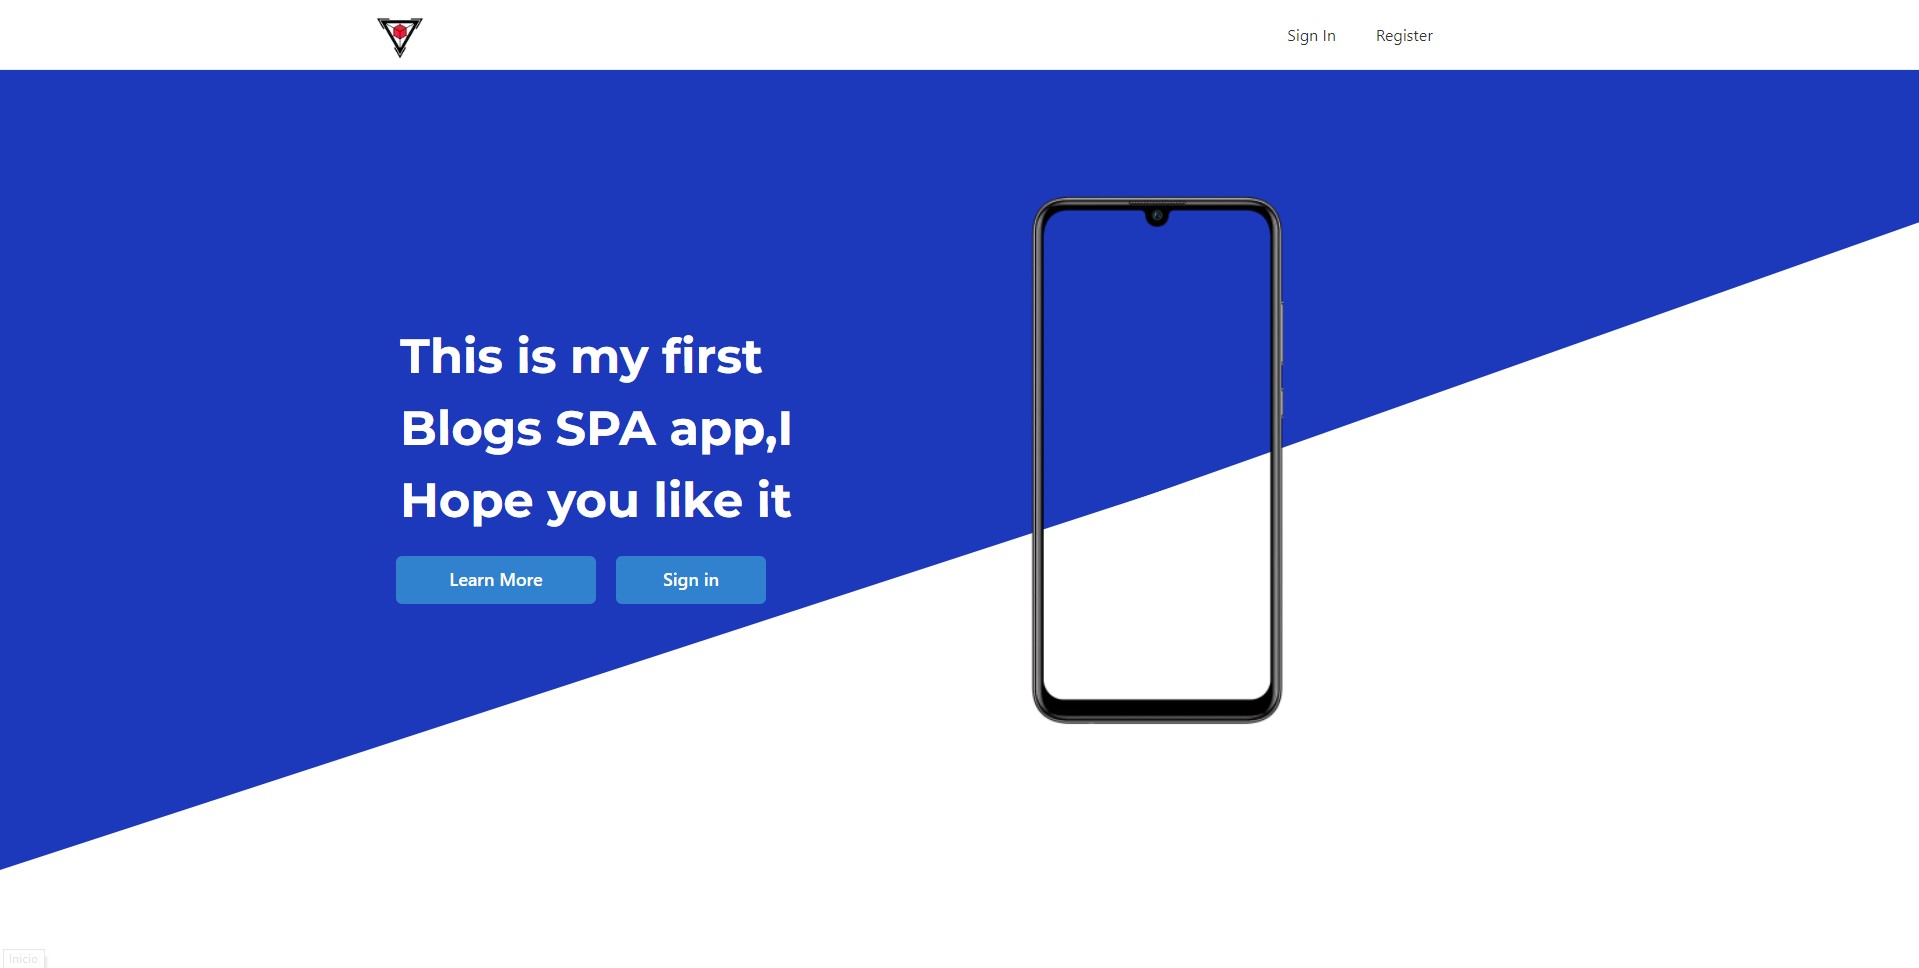 Sign In
Register
This is my first
Blogs SPA app,I
Hope you like it
Learn More
Sign in
Inicio